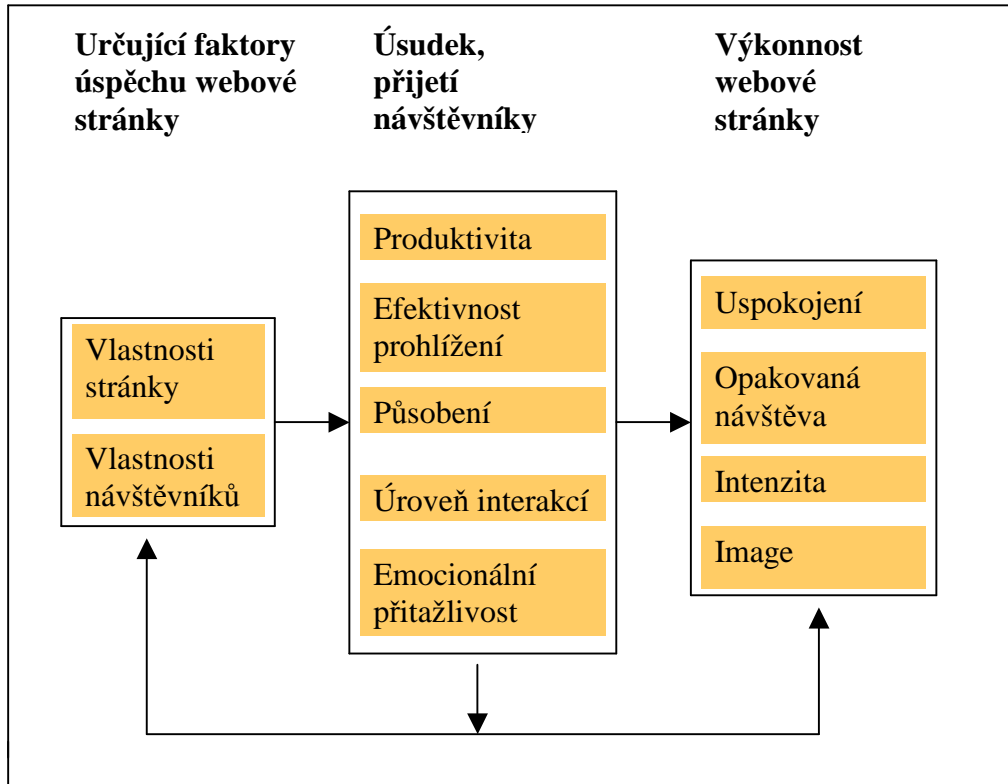 Určující faktory
úspěchu webové
stránky
Úsudek,
přijetí
návštěvníky
Výkonnost
webové
stránky
Vlastnosti
stránky
Vlastnosti
návštěvníků
Produktivita
Efektivnost
prohlížení
Působení
Úroveň interakcí
Emocionální
přitažlivost
Uspokojení
Opakovaná
návštěva
Intenzita
Image